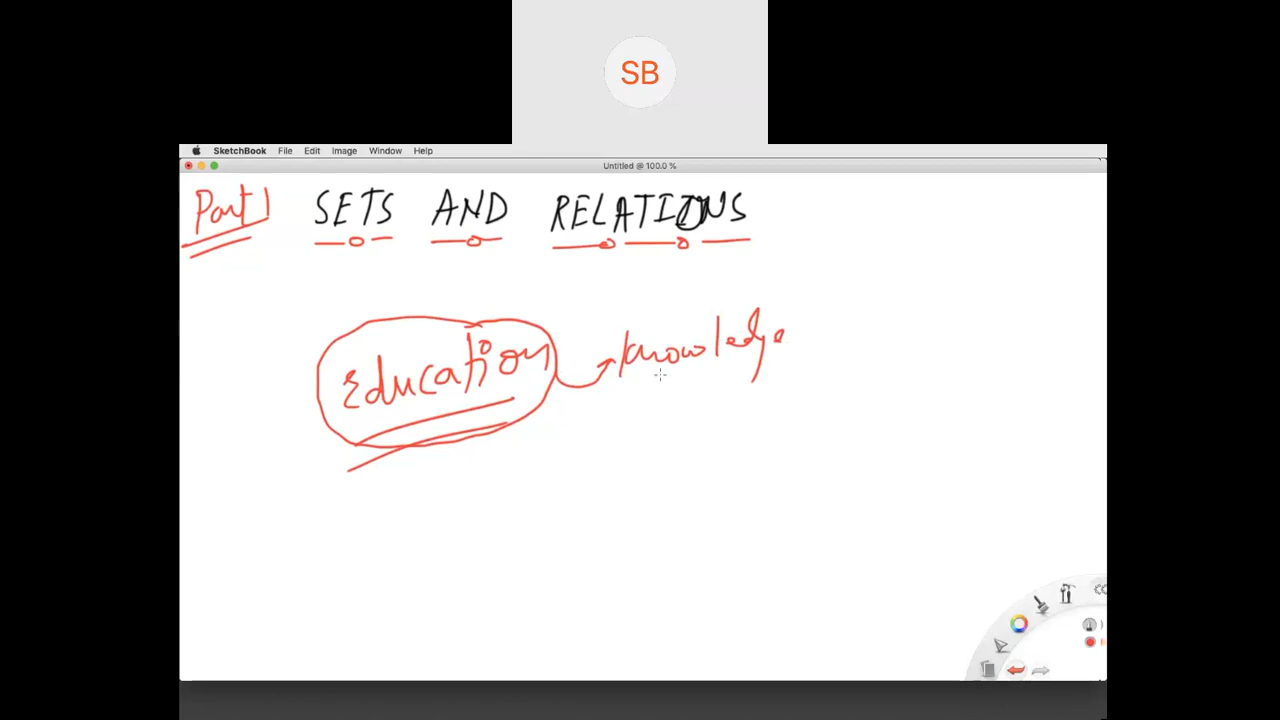 SB
SketchBook File Edit Image Window Help
Untitled @ 100.0 %
Part 1 SETS AND RELATIONS
Education knowledge